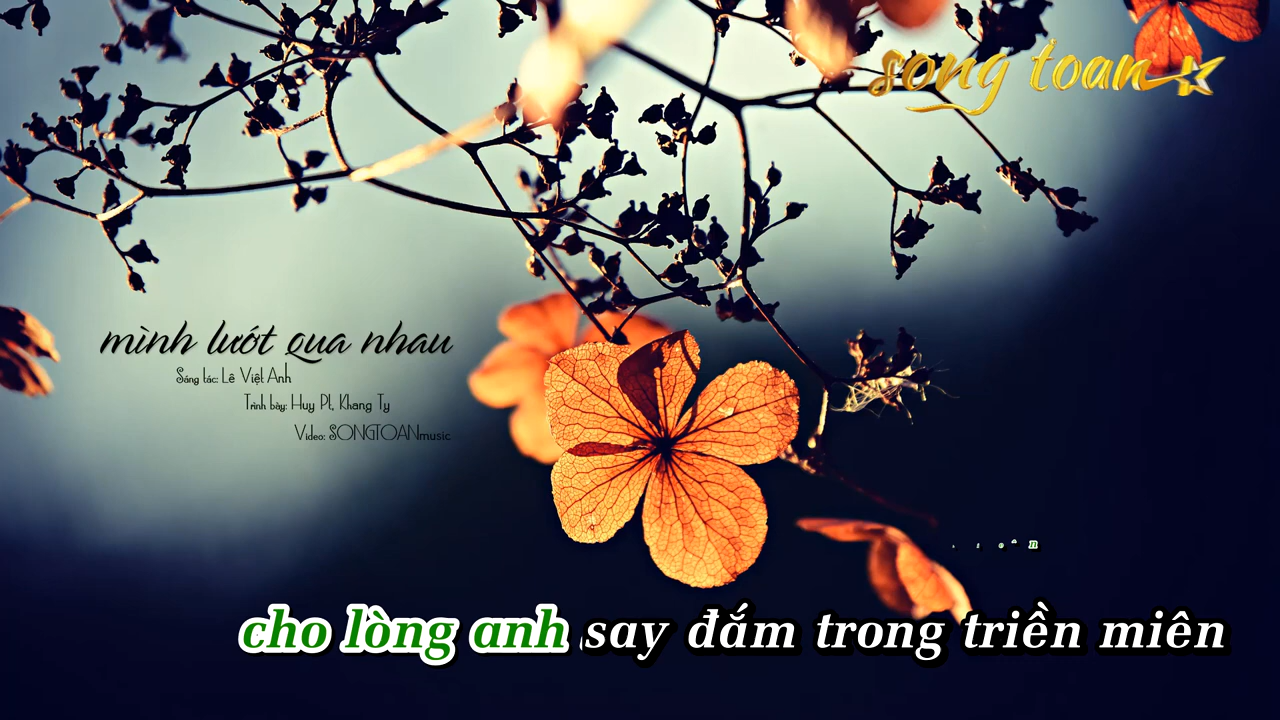 song toan
mình lướt qua nhau
Sáng tác: Lê Việt Anh
Trình bày: Huy Pt, Khang Ty
Video: SONGTOANmusic
cho lòng anh say đắm trong triền miên